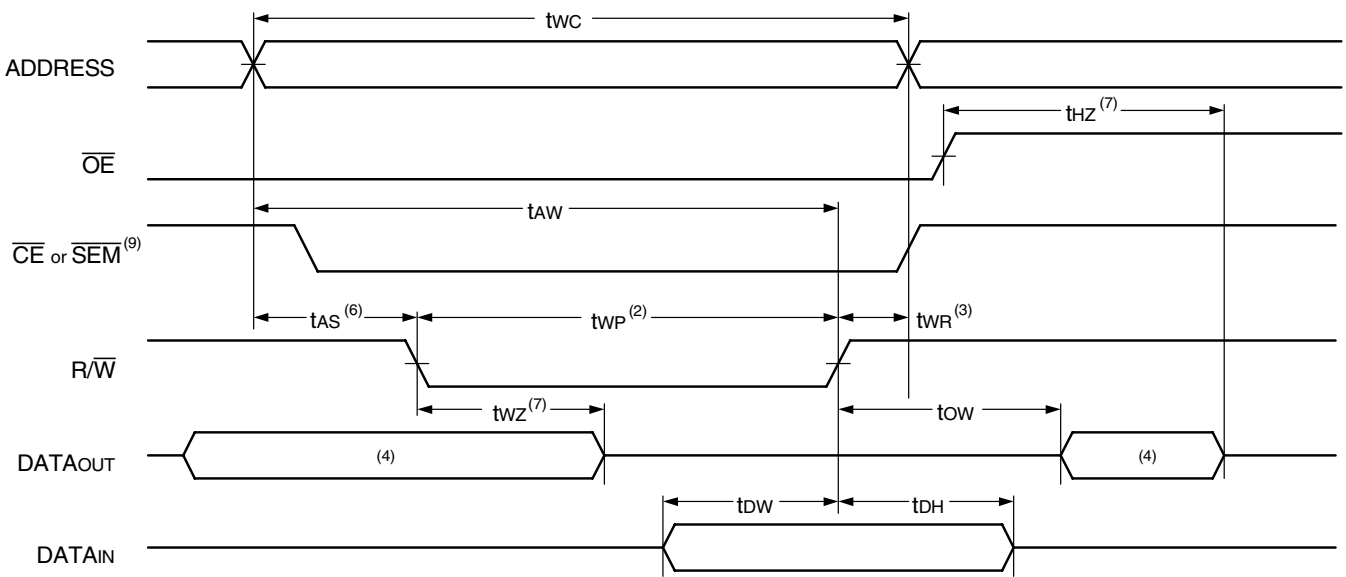 tWC
ADDRESS
tHZ (7)
OE
tAW
CE or SEM (9)
tAS (6)
tWP (2)
tWR (3)
R/W
tWZ (7)
tOW
DATAOUT
(4)
(4)
tDW
tDH
DATAIN